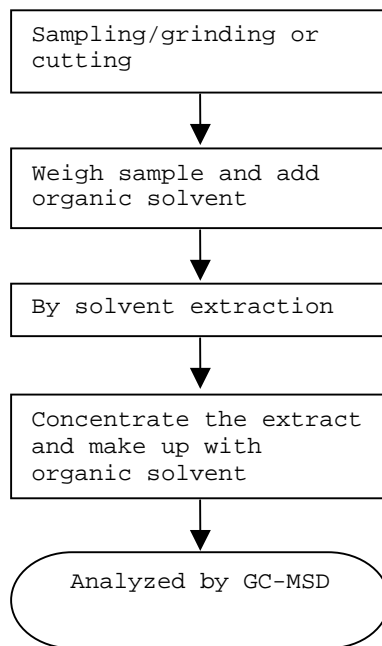 Sampling/grinding or
cutting
Weigh sample and add
organic solvent
By solvent extraction
Concentrate the extract
and make up with
organic solvent
Analyzed by GC-MSD